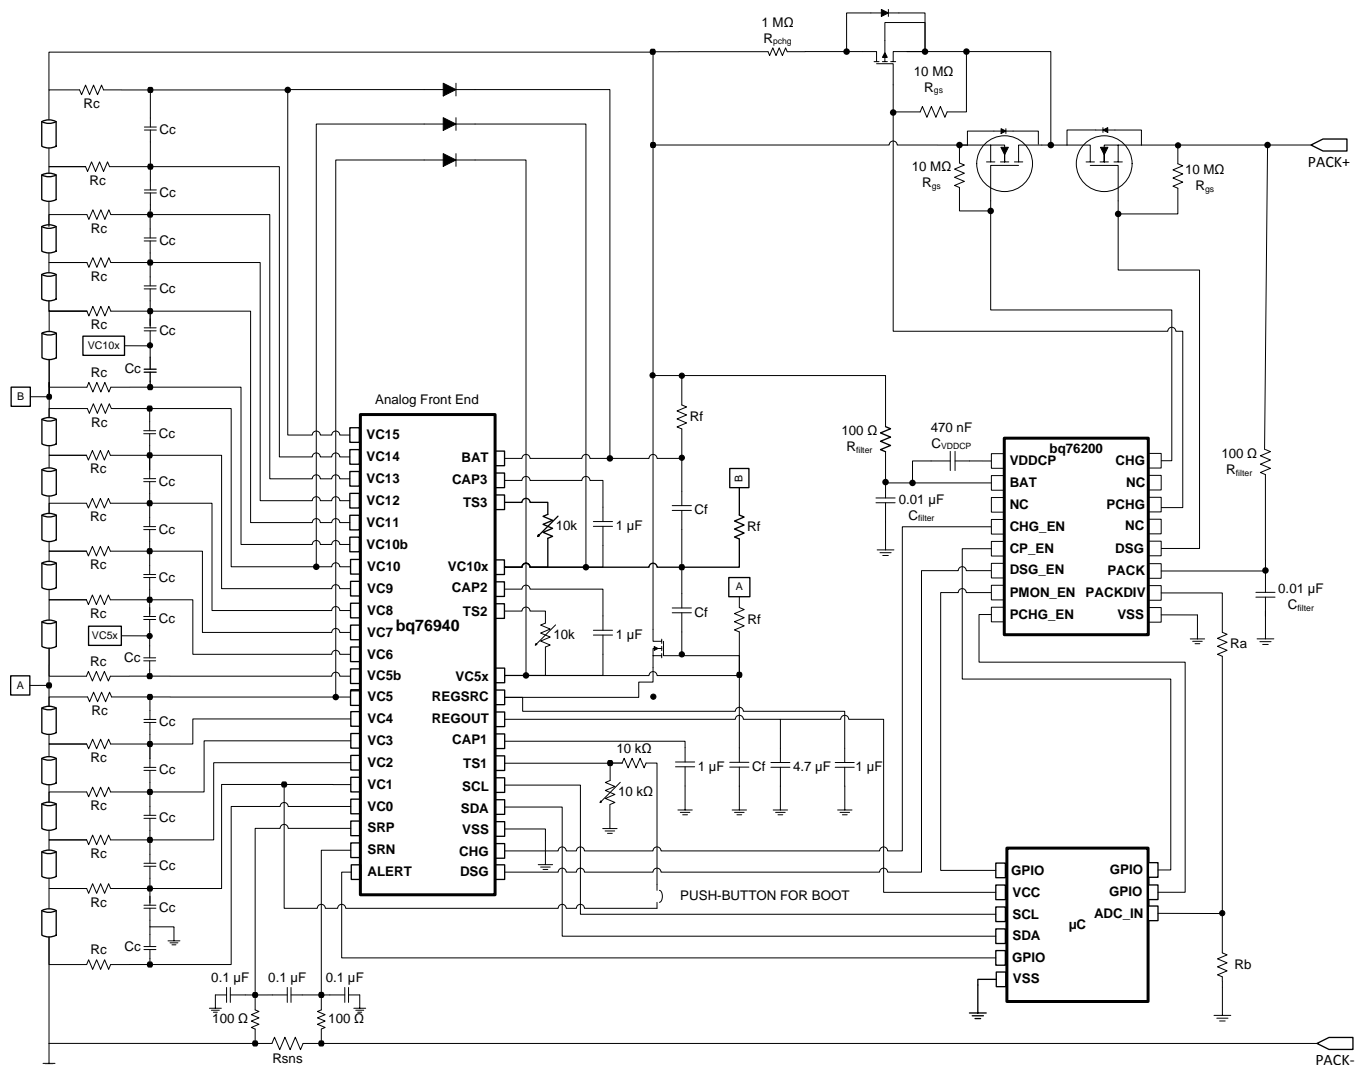 1 MΩ
Rpchg
10 MΩ
Rgs
PACK+
10 MΩ
Rgs
10 MΩ
Rgs
Rc
Cc
Rc
Cc
Rc
Cc
Rc
Cc
Rc
Cc
VC10x
Cc
Rc
B
Rc
Cc
Rc
Cc
Rc
Cc
Rc
Cc
Rc
Cc
VC5x
Cc
Rc
A
Rc
Cc
Rc
Cc
Rc
Cc
Rc
Cc
Rc
Cc
Cc
Rc
Analog Front End
bq76940
VC15
VC14
VC13
VC12
VC11
VC10b
VC10
VC9
VC8
VC7
VC6
VC5b
VC5
VC4
VC3
VC2
VC1
VC0
SRP
SRN
ALERT
BAT
CAP3
TS3
VC10x
CAP2
TS2
VC5x
REGSRC
REGOUT
CAP1
TS1
SCL
SDA
VSS
CHG
DSG
10k
1 µF
10k
1 µF
Rf
Cf
B
Rf
Cf
A
Rf
10 kΩ
10 kΩ
1 µF
Cf
4.7 µF
1 µF
PUSH-BUTTON FOR BOOT
100 Ω
Rfilter
470 nF
CVDDCP
0.01 µF
Cfilter
bq76200
VDDCP
BAT
NC
CHG_EN
CP_EN
DSG_EN
PMON_EN
PCHG_EN
CHG
NC
PCHG
NC
DSG
PACK
PACKDIV
VSS
100 Ω
Rfilter
0.01 µF
Cfilter
Ra
Rb
µC
GPIO
VCC
SCL
SDA
GPIO
VSS
GPIO
GPIO
ADC_IN
0.1 µF
0.1 µF
0.1 µF
100 Ω
100 Ω
Rsns
PACK-